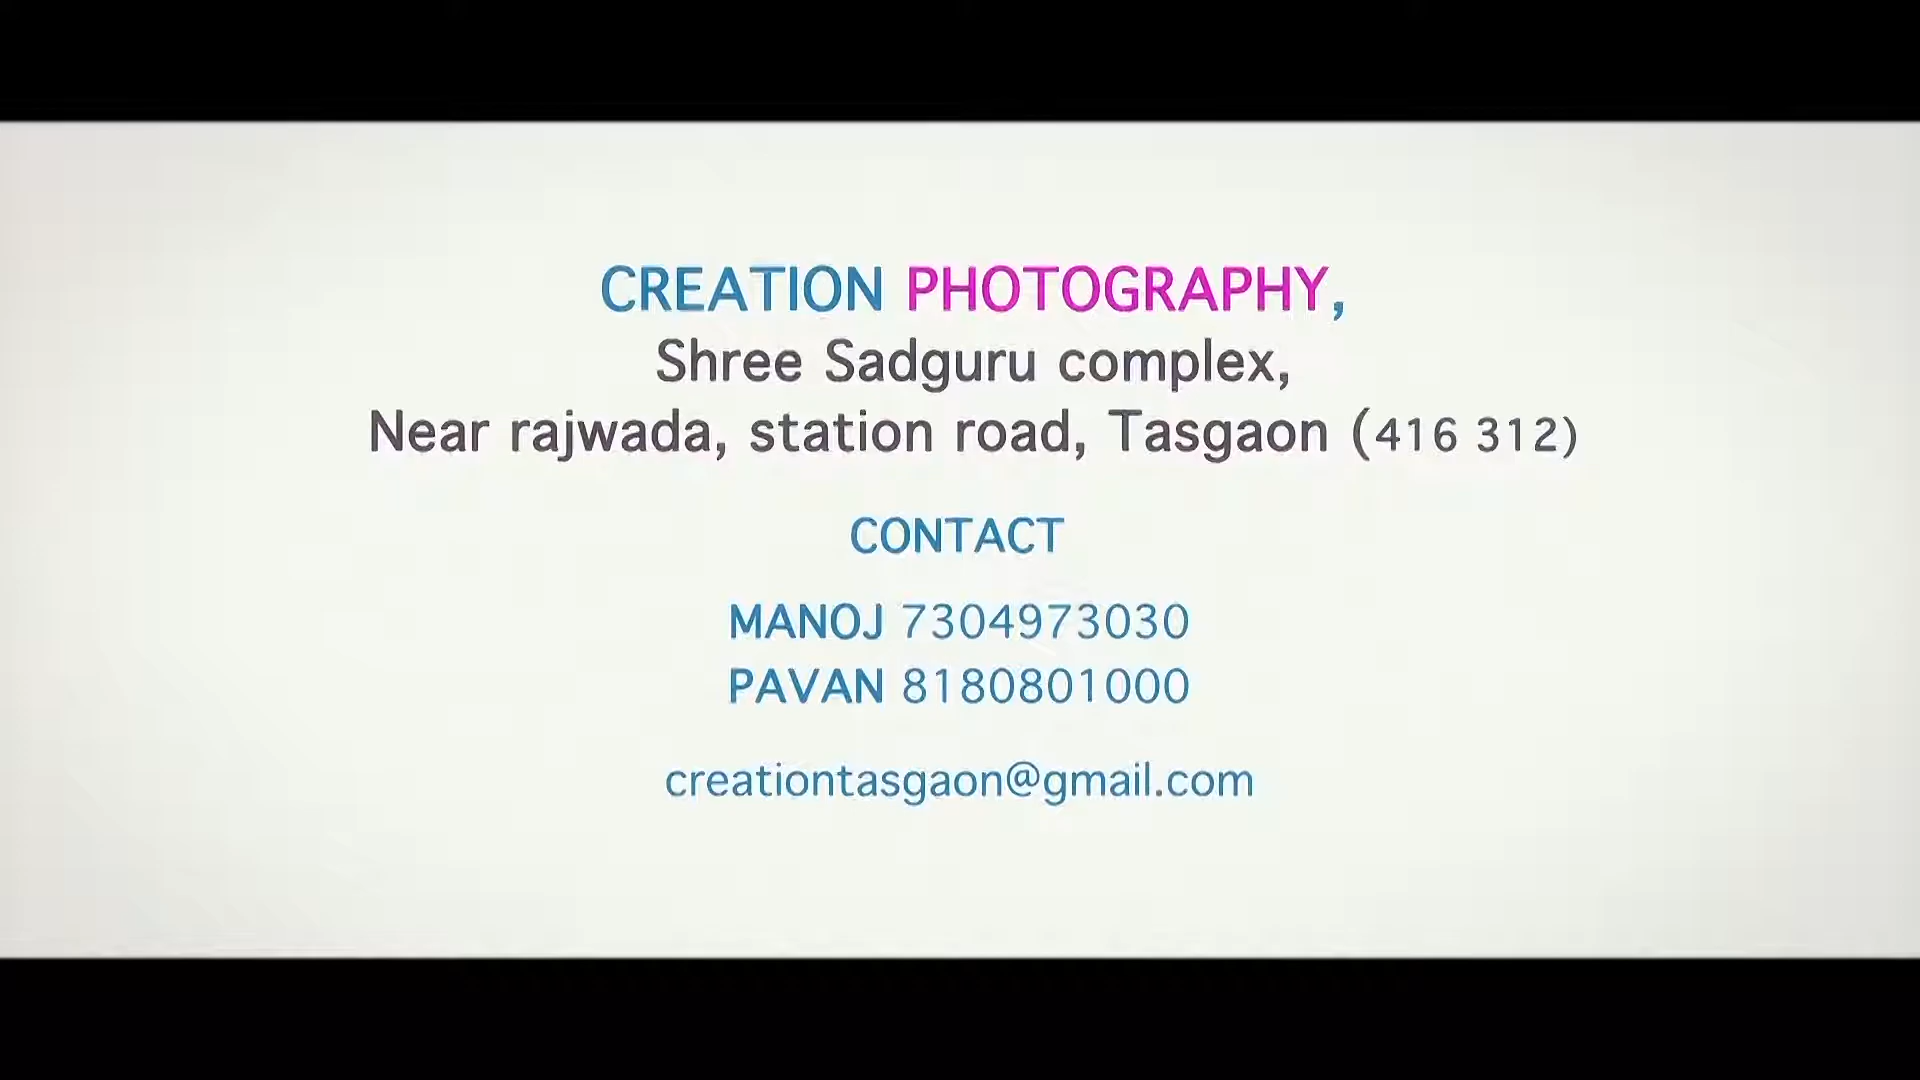 CREATION PHOTOGRAPHY,
Shree Sadguru complex,
Near rajwada, station road, Tasgaon (416 312)
CONTACT
MANOJ 7304973030
PAVAN 8180801000
creationtasgaon@gmail.com